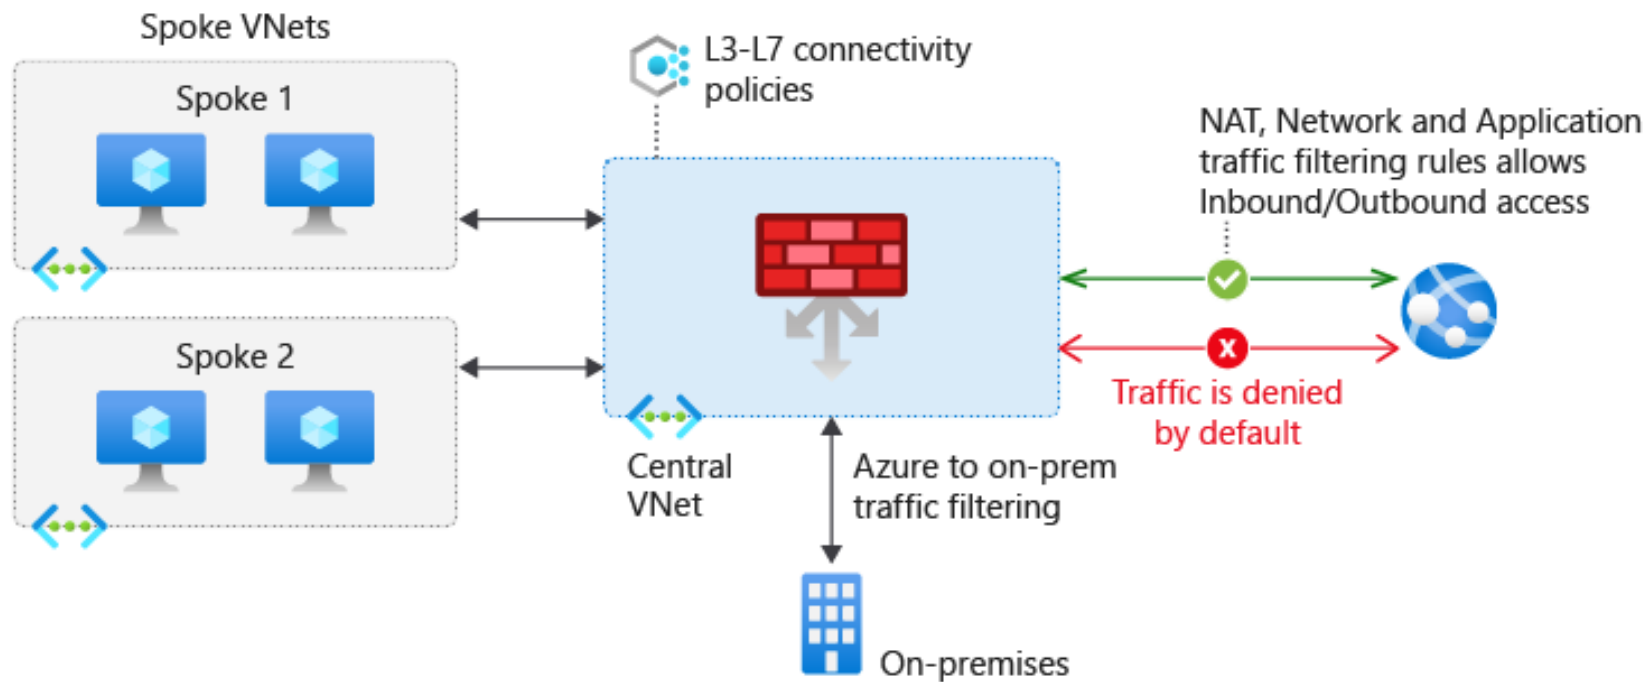 Spoke VNets
Spoke 1
Spoke 2
L3-L7 connectivity
policies
Central
VNet
Azure to on-prem
traffic filtering
On-premises
NAT, Network and Application
traffic filtering rules allows
Inbound/Outbound access
Traffic is denied
by default